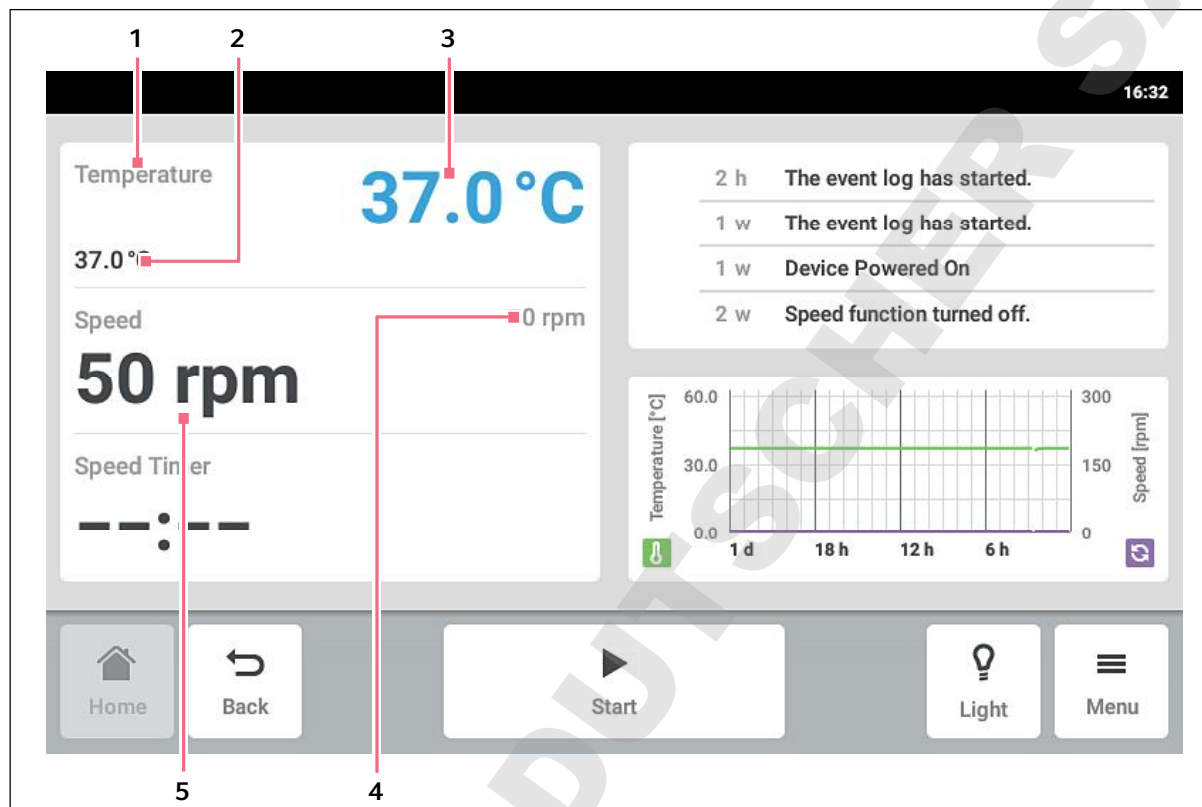 1 2 3
16:32
Temperature
37.0 °C
37.0 °C
Speed
0 rpm
50 rpm
Speed Timer
--:--
2 h The event log has started.
1 w The event log has started.
1 w Device Powered On
2 w Speed function turned off.
Temperature [°C]
60.0
30.0
0.0
300
150
0
Speed [rpm]
1 d 18 h 12 h 6 h
Home
Back
Start
Light
Menu
5 4
DUTSCHER